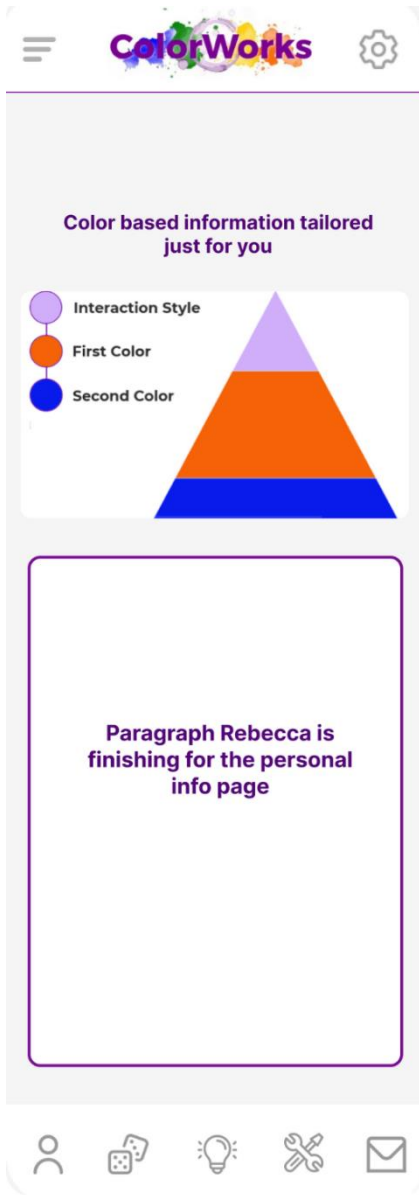 ColorWorks
Color based information tailored
just for you
Interaction Style
First Color
Second Color
Paragraph Rebecca is
finishing for the personal
info page